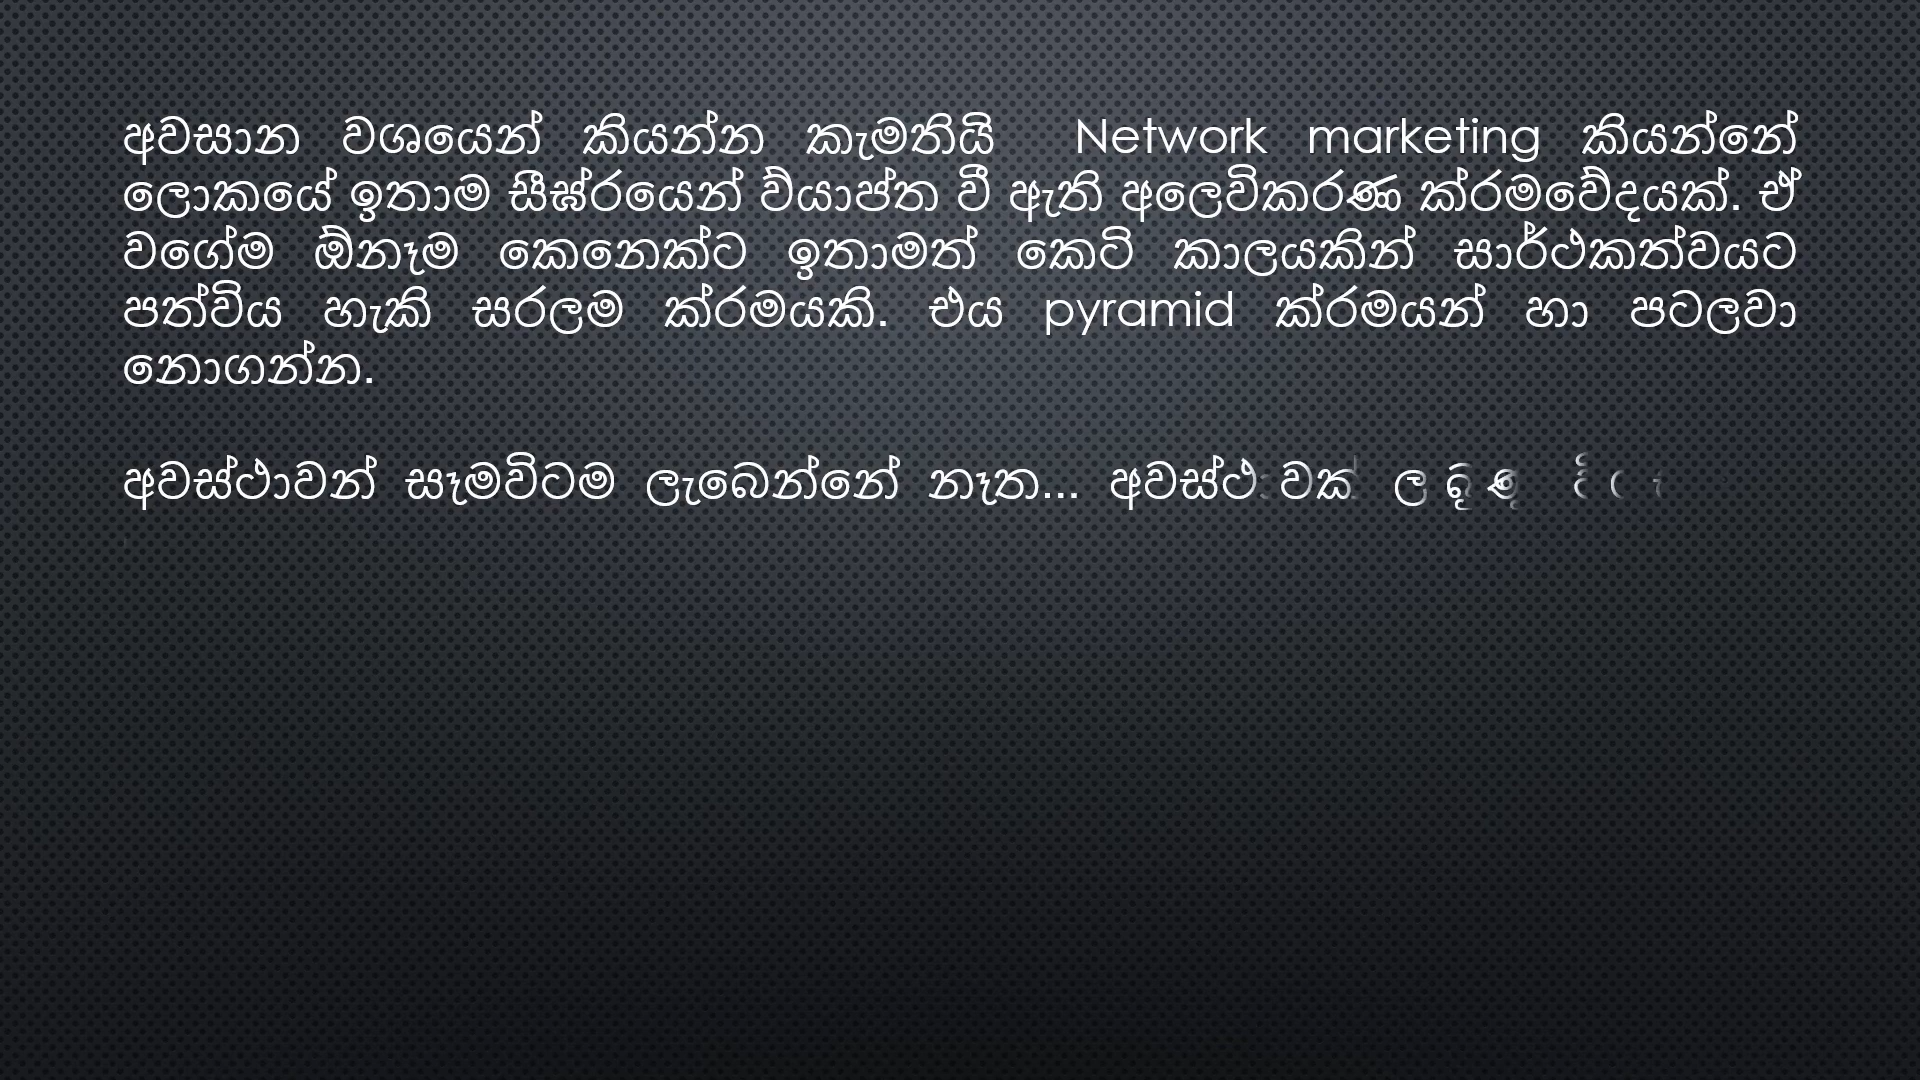 අවසාන වශයෙන් කියන්න කැමතියි Network marketing කියන්නේ
ලොකයේ ඉතාම සීඝ්‍රයෙන් ව්යාප්ත වී ඇති අලෙවිකරණ ක්රමවේදයක්. ඒ
වගේම ඕනෑම කෙනෙක්ට ඉතාමත් කෙටි කාලයකින් සාර්ථකත්වයට
පත්විය හැකි සරලම ක්රමයකි. එය pyramid ක්රමයන් හා පටලවා
නොගන්න.
අවස්ථාවන් සෑමවිටම ලැබෙන්නේ නෑත... අවස්ථාවක්